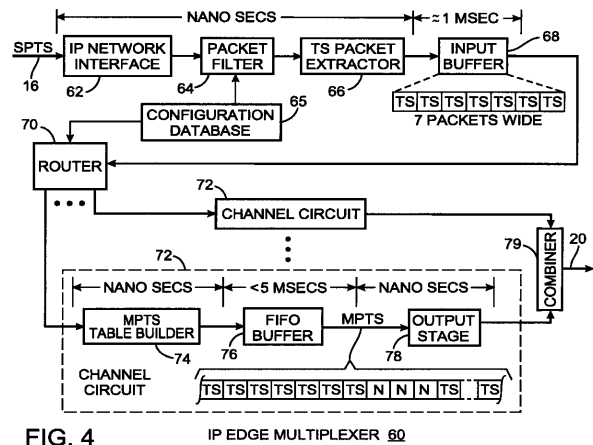 NANO SECS
≈1 MSEC
SPTS
16
IP NETWORK
INTERFACE
62
PACKET
FILTER
64
TS PACKET
EXTRACTOR
66
INPUT
BUFFER
68
TS TS TS TS TS TS TS
7 PACKETS WIDE
CONFIGURATION
DATABASE
65
70
ROUTER
72
CHANNEL CIRCUIT
79
COMBINER
20
72
NANO SECS
<5 MSECS
NANO SECS
MPTS
TABLE BUILDER
74
FIFO
BUFFER
76
MPTS
OUTPUT
STAGE
78
CHANNEL
CIRCUIT
TS TS TS TS TS TS TS N N N TS TS
FIG. 4
IP EDGE MULTIPLEXER 60